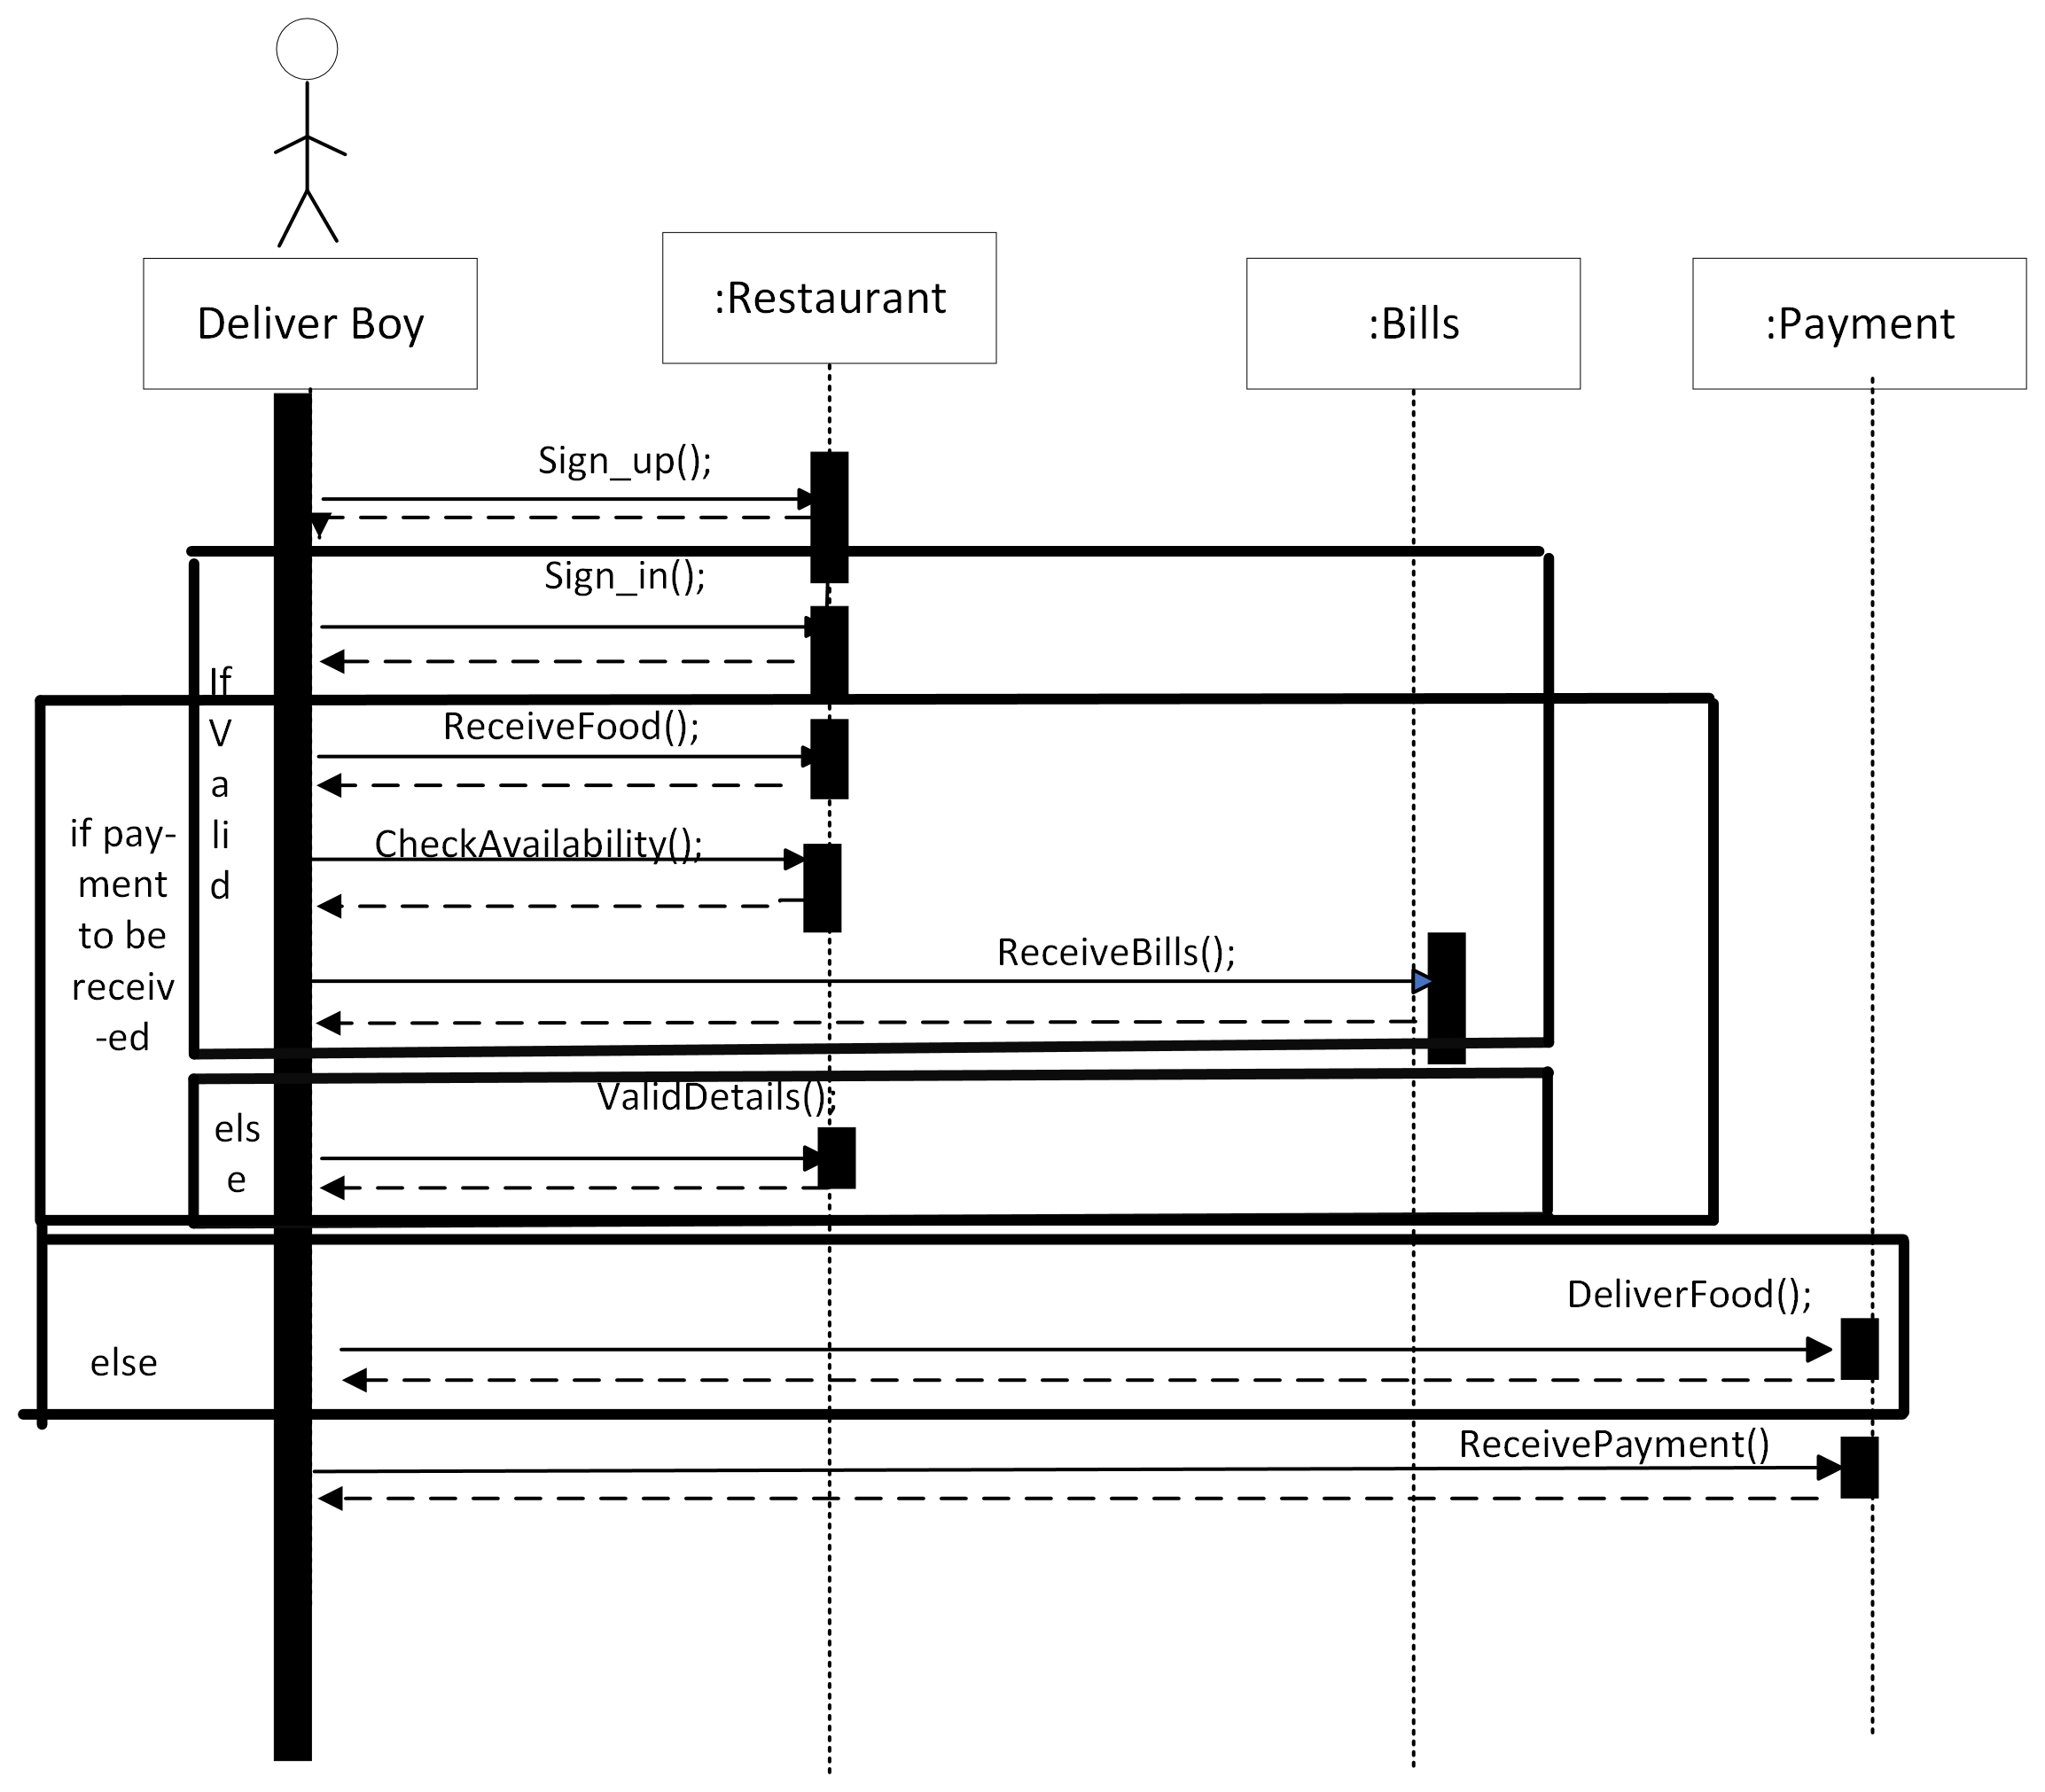 Deliver Boy
:Restaurant
:Bills
:Payment
Sign_up();
Sign_in();
If
V
a
li
d
ReceiveFood();
if pay-
ment
to be
receiv
-ed
CheckAvailability();
ReceiveBills();
ValidDetails();
els
e
DeliverFood();
else
ReceivePayment()